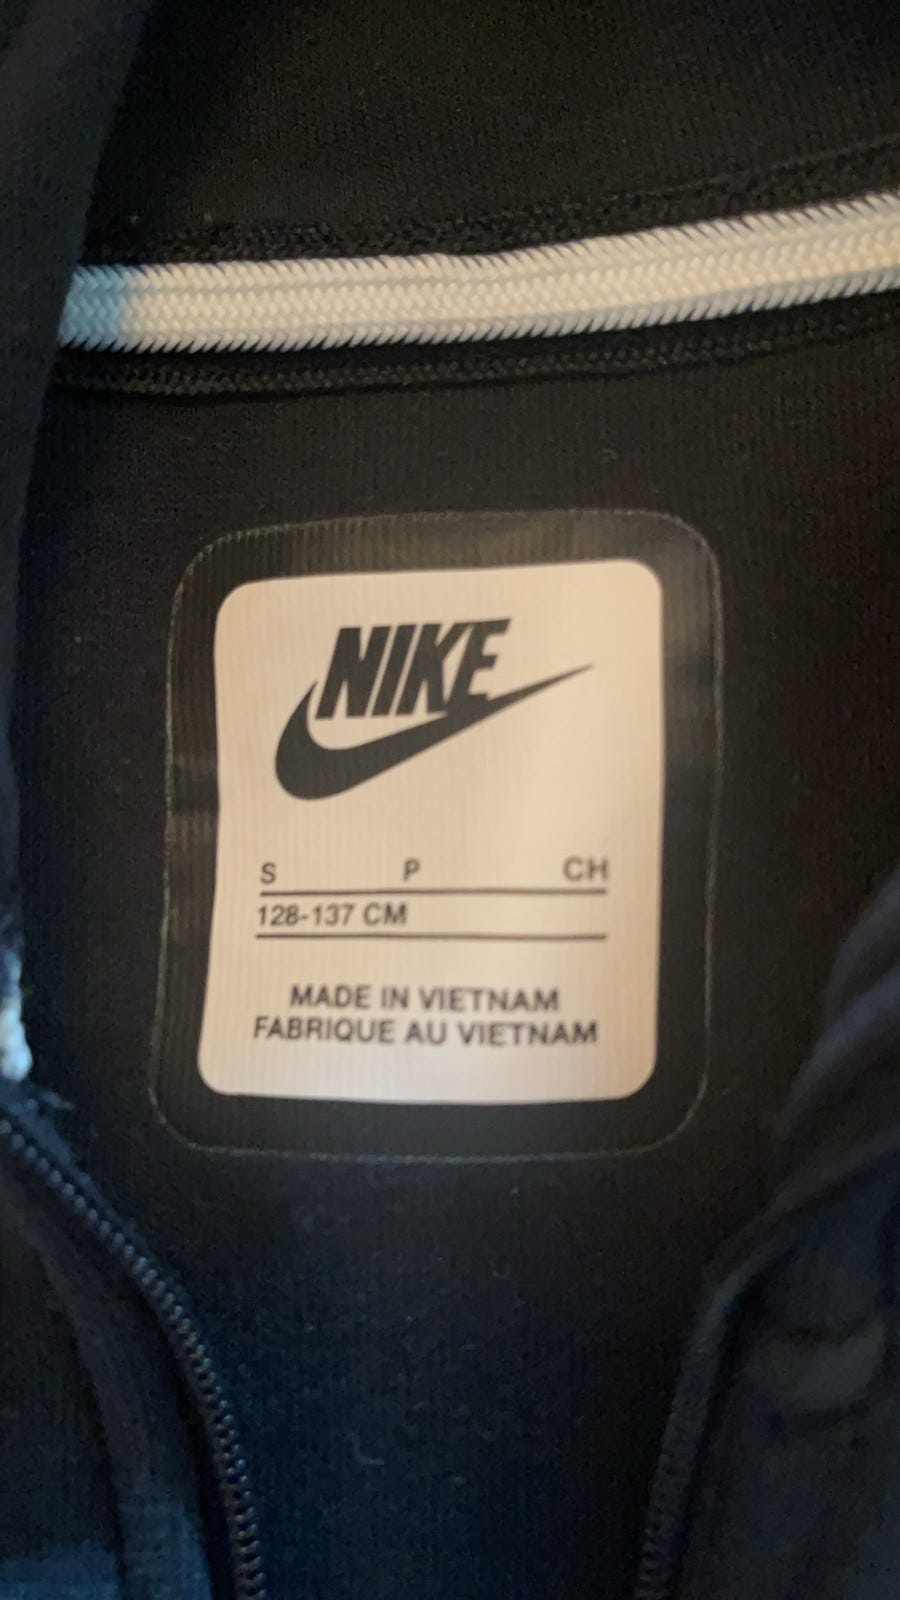 NIKE
S P CH
128-137 CM
MADE IN VIETNAM
FABRIQUE AU VIETNAM